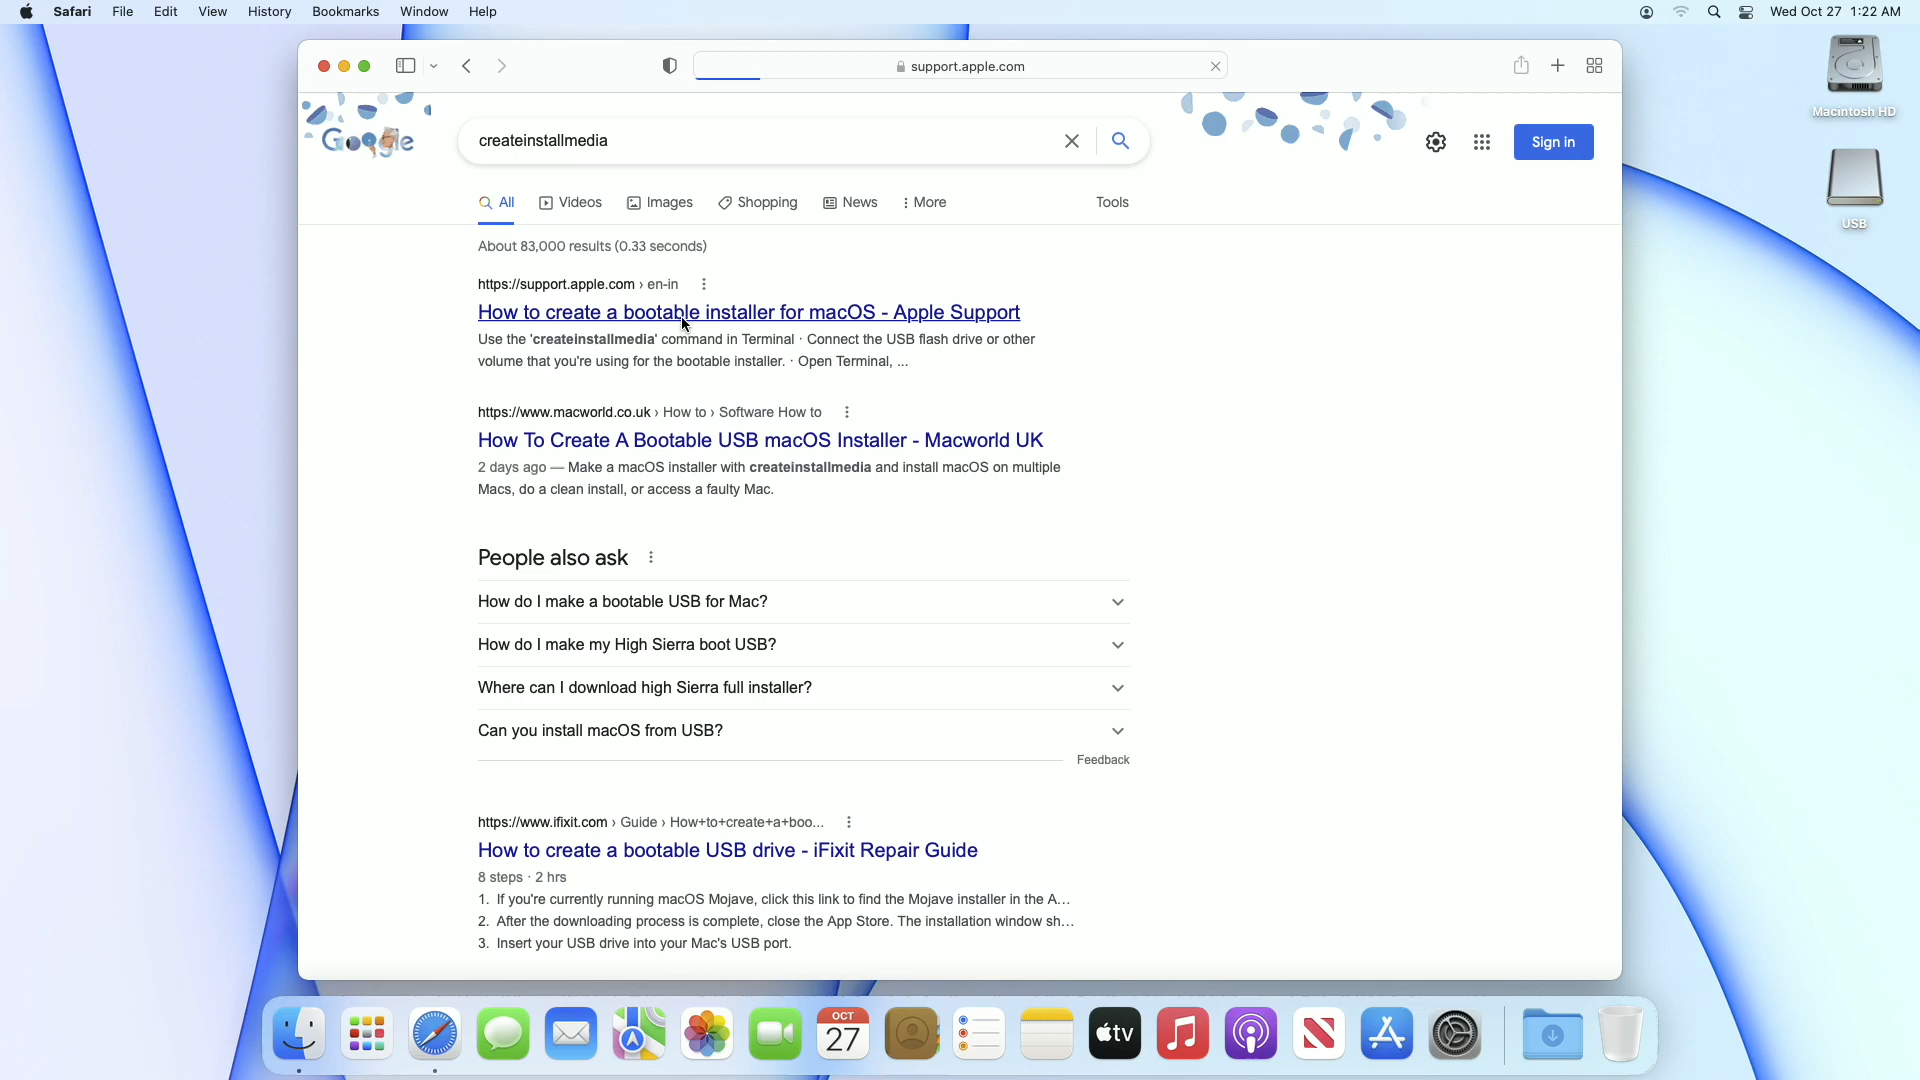 Safari File Edit View History Bookmarks Window Help Wed Oct 27 1:22 AM
support.apple.com
Macintosh HD
Google createinstallmedia Sign in
USB
All Videos Images Shopping News More Tools
About 83,000 results (0.33 seconds)
https://support.apple.com › en-in
How to create a bootable installer for macOS - Apple Support
Use the 'createinstallmedia' command in Terminal · Connect the USB flash drive or other
volume that you're using for the bootable installer. · Open Terminal, ...
https://www.macworld.co.uk › How to › Software How to
How To Create A Bootable USB macOS Installer - Macworld UK
2 days ago — Make a macOS installer with createinstallmedia and install macOS on multiple
Macs, do a clean install, or access a faulty Mac.
People also ask
How do I make a bootable USB for Mac?
How do I make my High Sierra boot USB?
Where can I download high Sierra full installer?
Can you install macOS from USB?
Feedback
https://www.ifixit.com › Guide › How+to+create+a+boo...
How to create a bootable USB drive - iFixit Repair Guide
8 steps · 2 hrs
1. If you're currently running macOS Mojave, click this link to find the Mojave installer in the A...
2. After the downloading process is complete, close the App Store. The installation window sh...
3. Insert your USB drive into your Mac's USB port.
OCT
27
tv